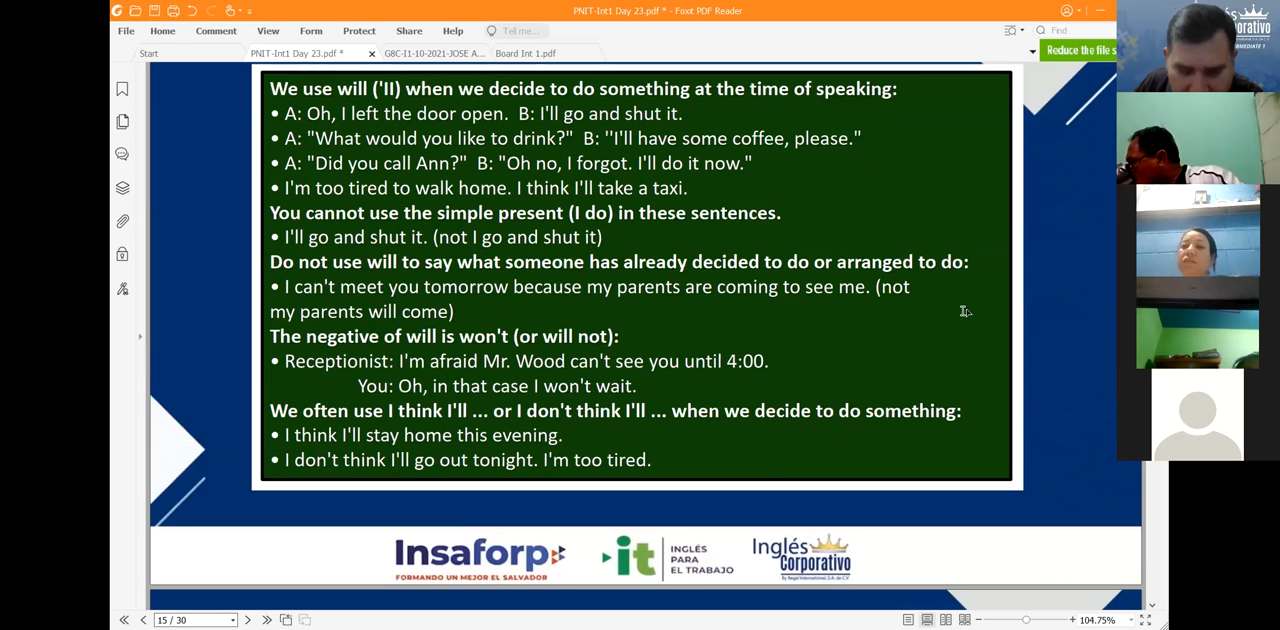 PNIT-Int1 Day 23.pdf * - Foxit PDF Reader
File Home Comment View Form Protect Share Help Tell me... Find
Start PNIT-Int1 Day 23.pdf * G8C-I1-10-2021-JOSE A... Board Int 1.pdf
Reduce the file s
We use will ('II) when we decide to do something at the time of speaking:
• A: Oh, I left the door open. B: I'll go and shut it.
• A: "What would you like to drink?" B: ''I'll have some coffee, please."
• A: "Did you call Ann?" B: "Oh no, I forgot. I'll do it now."
• I'm too tired to walk home. I think I'll take a taxi.
You cannot use the simple present (I do) in these sentences.
• I'll go and shut it. (not I go and shut it)
Do not use will to say what someone has already decided to do or arranged to do:
• I can't meet you tomorrow because my parents are coming to see me. (not
my parents will come)
The negative of will is won't (or will not):
• Receptionist: I'm afraid Mr. Wood can't see you until 4:00.
You: Oh, in that case I won't wait.
We often use I think I'll ... or I don't think I'll ... when we decide to do something:
• I think I'll stay home this evening.
• I don't think I'll go out tonight. I'm too tired.
Insaforp
FORMANDO UN MEJOR EL SALVADOR
it
INGLÉS
PARA
EL TRABAJO
Inglés
Corporativo
15 / 30
104.75%